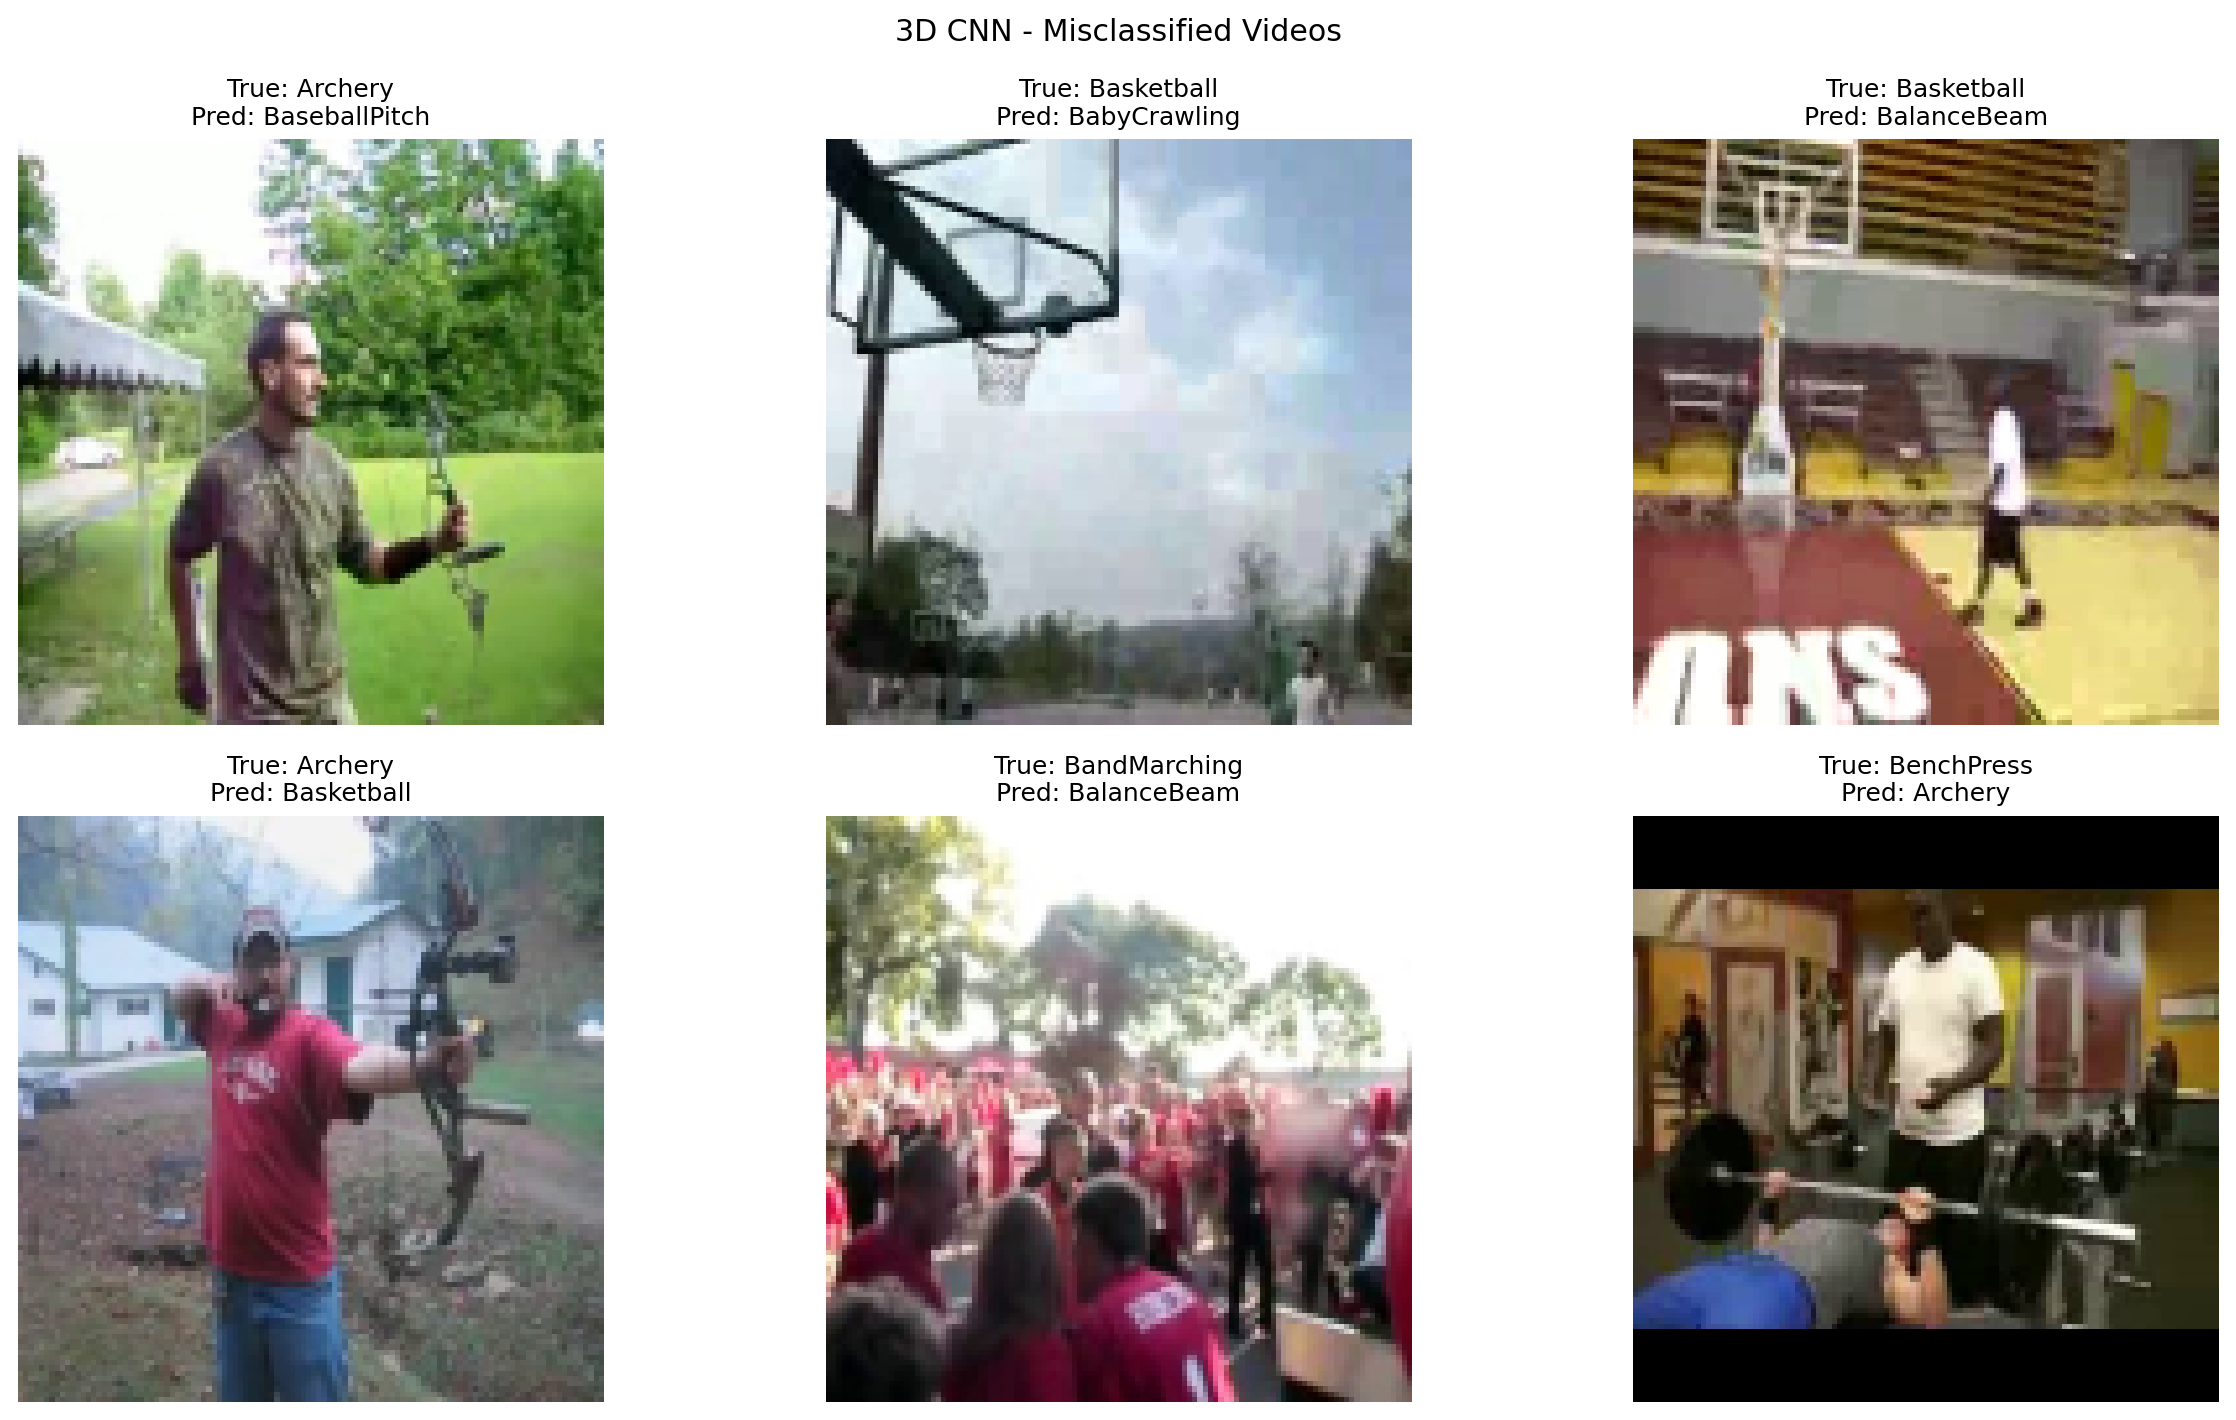 3D CNN - Misclassified Videos
True: Archery
Pred: BaseballPitch
True: Basketball
Pred: BabyCrawling
True: Basketball
Pred: BalanceBeam
ONS
True: Archery
Pred: Basketball
True: BandMarching
Pred: BalanceBeam
True: BenchPress
Pred: Archery